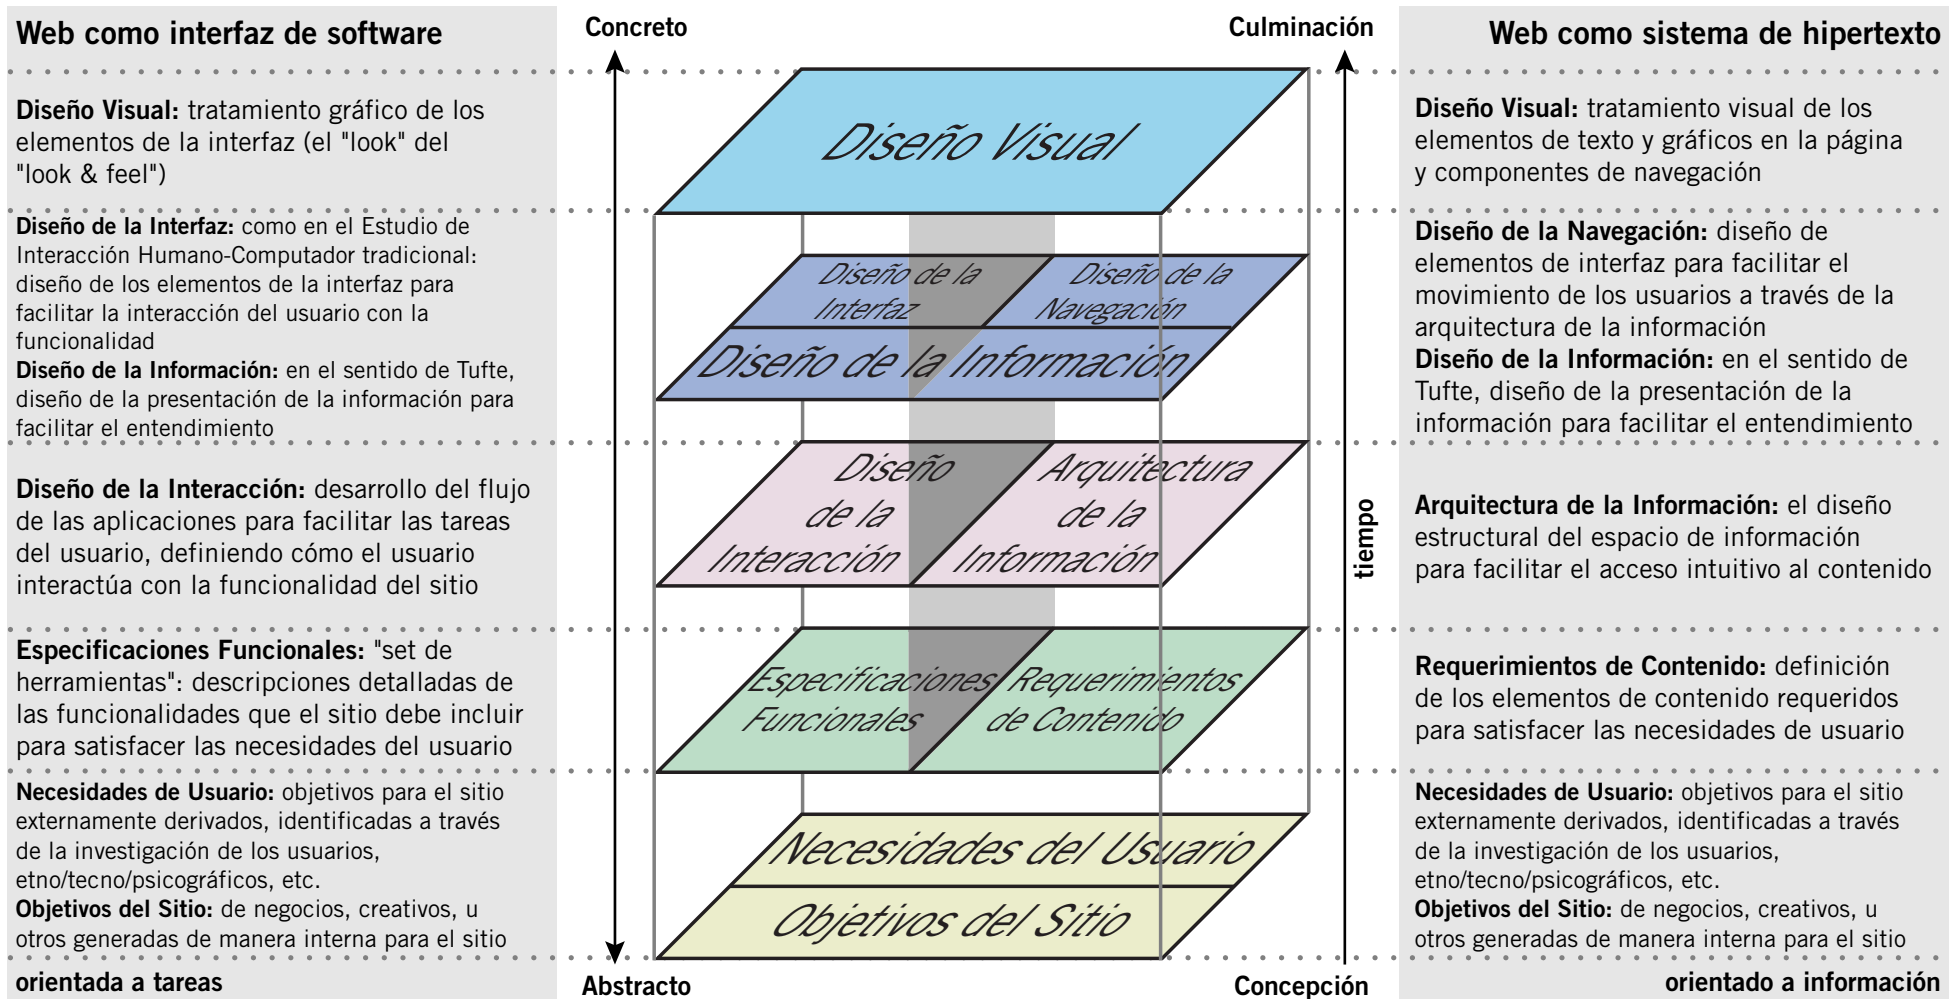 Web como interfaz de software
Diseño Visual: tratamiento gráfico de los
elementos de la interfaz (el "look" del
"look & feel")
Diseño de la Interfaz: como en el Estudio de
Interacción Humano-Computador tradicional:
diseño de los elementos de la interfaz para
facilitar la interacción del usuario con la
funcionalidad
Diseño de la Información: en el sentido de Tufte,
diseño de la presentación de la información para
facilitar el entendimiento
Diseño de la Interacción: desarrollo del flujo
de las aplicaciones para facilitar las tareas
del usuario, definiendo cómo el usuario
interactúa con la funcionalidad del sitio
Especificaciones Funcionales: "set de
herramientas": descripciones detalladas de
las funcionalidades que el sitio debe incluir
para satisfacer las necesidades del usuario
Necesidades de Usuario: objetivos para el sitio
externamente derivados, identificadas a través
de la investigación de los usuarios,
etno/tecno/psicográficos, etc.
Objetivos del Sitio: de negocios, creativos, u
otros generadas de manera interna para el sitio
orientada a tareas
Concreto
Culminación
Diseño Visual
Diseño de la
Interfaz
Diseño de la
Navegación
Diseño de la Información
Diseño
de la
Interacción
Arquitectura
de la
Información
Especificaciones
Funcionales
Requerimientos
de Contenido
Necesidades del Usuario
Objetivos del Sitio
tiempo
Abstracto
Concepción
Web como sistema de hipertexto
Diseño Visual: tratamiento visual de los
elementos de texto y gráficos en la página
y componentes de navegación
Diseño de la Navegación: diseño de
elementos de interfaz para facilitar el
movimiento de los usuarios a través de la
arquitectura de la información
Diseño de la Información: en el sentido de
Tufte, diseño de la presentación de la
información para facilitar el entendimiento
Arquitectura de la Información: el diseño
estructural del espacio de información
para facilitar el acceso intuitivo al contenido
Requerimientos de Contenido: definición
de los elementos de contenido requeridos
para satisfacer las necesidades de usuario
Necesidades de Usuario: objetivos para el sitio
externamente derivados, identificadas a través
de la investigación de los usuarios,
etno/tecno/psicográficos, etc.
Objetivos del Sitio: de negocios, creativos, u
otros generadas de manera interna para el sitio
orientado a información